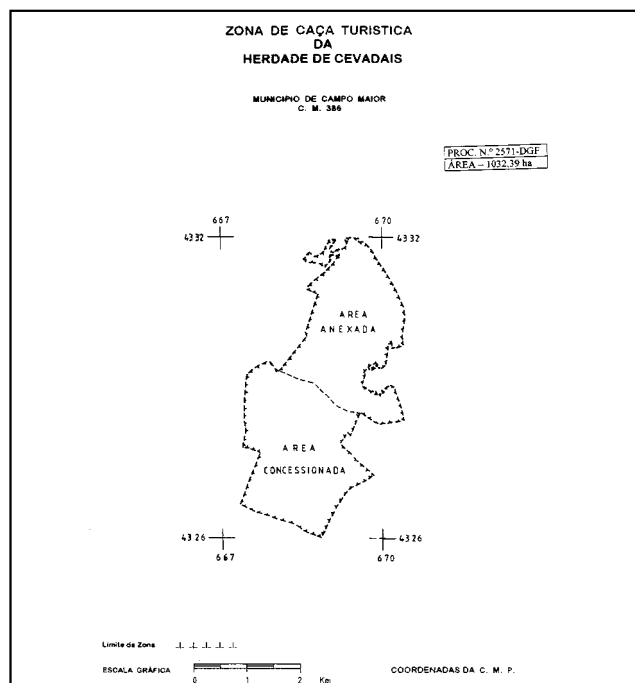 ZONA DE CAÇA TURISTICA
DA
HERDADE DE CEVADAIS
MUNICIPIO DE CAMPO MAIOR
C. M. 386
PROC. N.º 2571-DGF
ÁREA – 1032,39 ha
667
670
4332
4332
AREA
ANEXADA
AREA
CONCESSIONADA
4326
4326
667
670
Limite da Zona
ESCALA GRÁFICA
0 1 2 Km
COORDENADAS DA C. M. P.